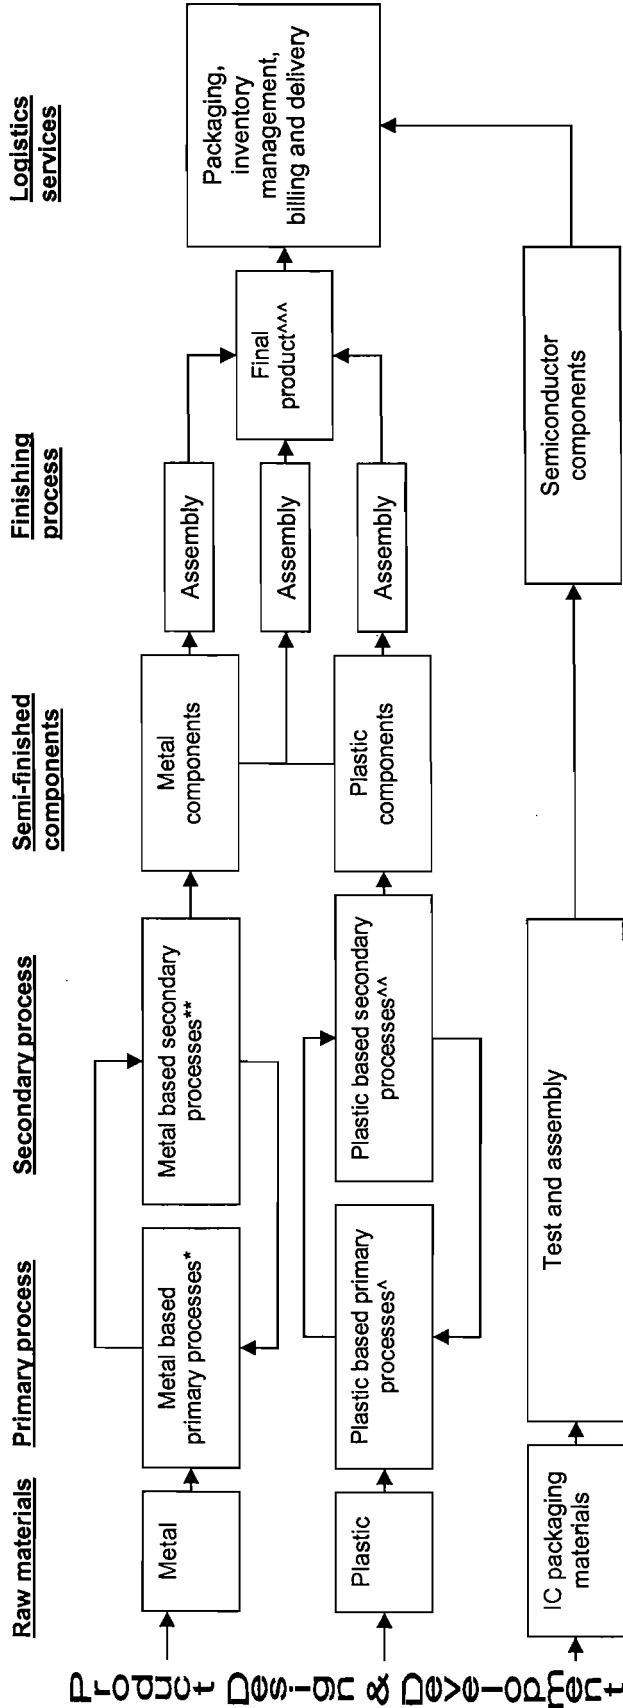 Raw materials
Primary process
Secondary process
Semi-finished
components
Finishing
process
Logistics
services
Product Design & Development
Metal
Metal based
primary processes*
Metal based secondary
processes**
Metal
components
Assembly
Assembly
Assembly
Final
product^^^
Packaging,
inventory
management,
billing and delivery
Plastic
Plastic based primary
processes^
Plastic based secondary
processes^^
Plastic
components
IC packaging
materials
Test and assembly
Semiconductor
components